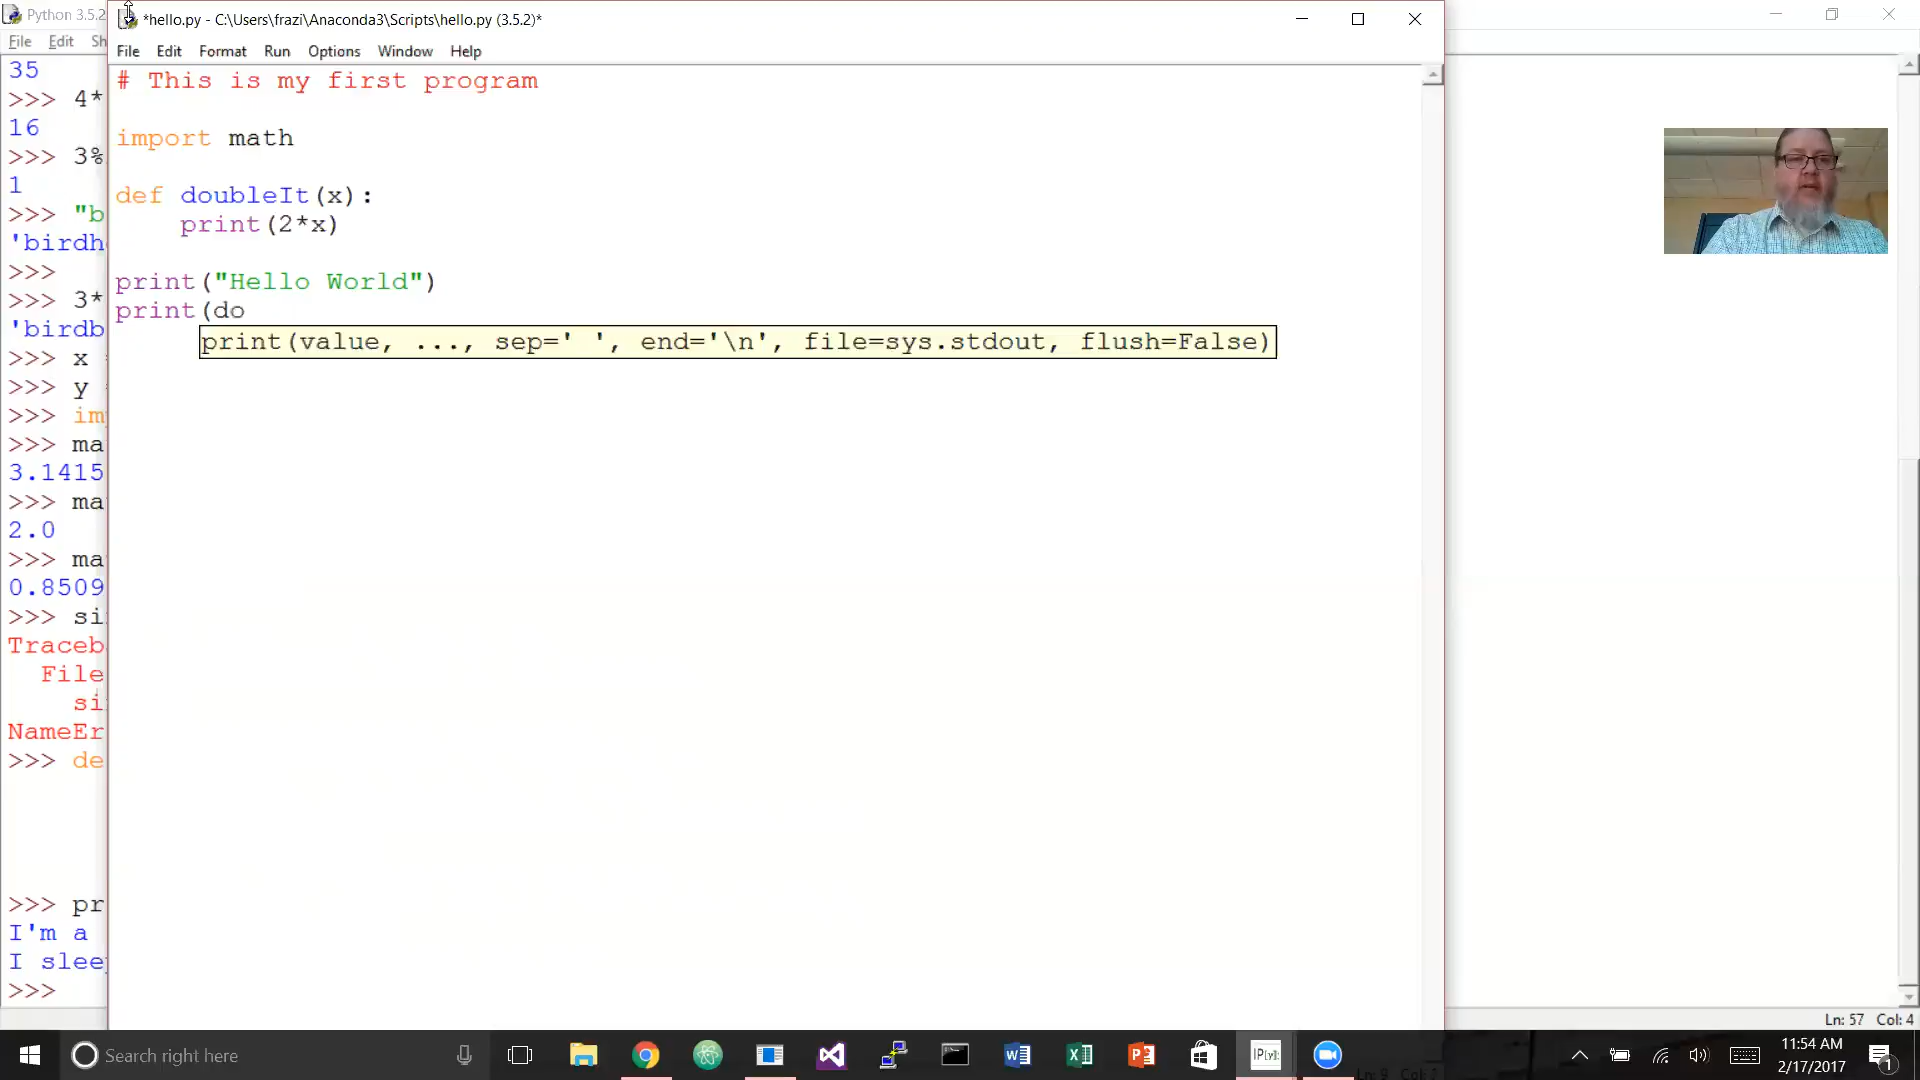 Python 3.5.2
File Edit Sh
35
>>> 4*
16
>>> 3%
1
>>> "b
'birdh
>>>
>>> 3*
'birdb
>>> x
>>> y
>>> im
>>> ma
3.1415
>>> ma
2.0
>>> ma
0.8509
>>> si
Traceb
File
si
NameEr
>>> de
>>> pr
I'm a
I slee
>>>
*hello.py - C:\Users\frazi\Anaconda3\Scripts\hello.py (3.5.2)*
File Edit Format Run Options Window Help
# This is my first program
import math
def doubleIt(x):
    print(2*x)
print("Hello World")
print(do
print(value, ..., sep=' ', end='\n', file=sys.stdout, flush=False)
Ln: 57 Col: 4
Search right here
IP[y]:
11:54 AM
2/17/2017
1